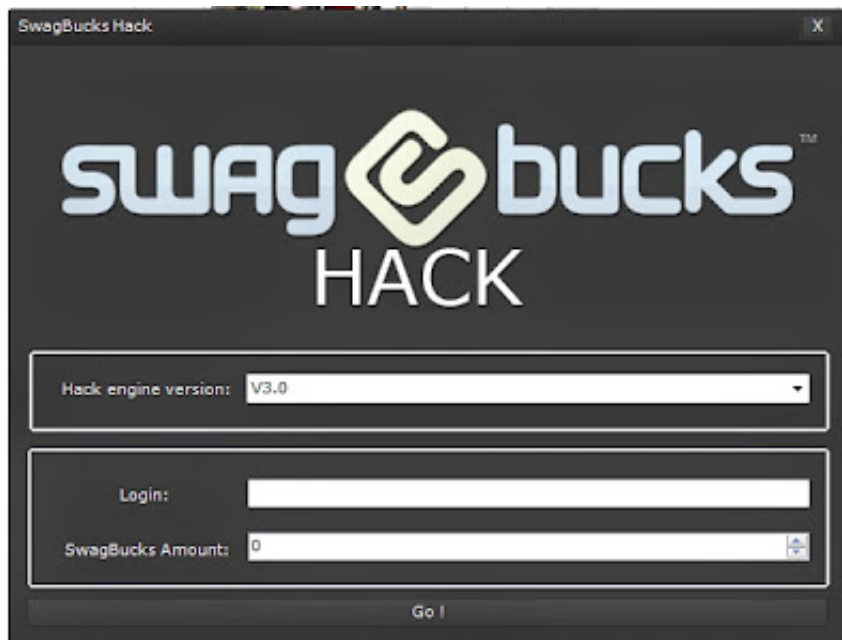 SwagBucks Hack X
swag bucks ™
HACK
Hack engine version: V3.0
Login:
SwagBucks Amount: 0
Go !